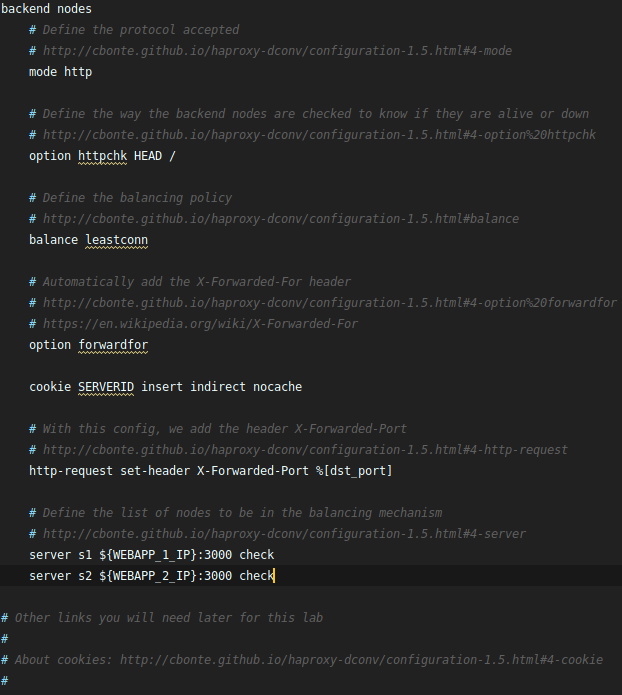 backend nodes
# Define the protocol accepted
# http://cbonte.github.io/haproxy-dconv/configuration-1.5.html#4-mode
mode http
# Define the way the backend nodes are checked to know if they are alive or down
# http://cbonte.github.io/haproxy-dconv/configuration-1.5.html#4-option%20httpchk
option httpchk HEAD /
# Define the balancing policy
# http://cbonte.github.io/haproxy-dconv/configuration-1.5.html#balance
balance leastconn
# Automatically add the X-Forwarded-For header
# http://cbonte.github.io/haproxy-dconv/configuration-1.5.html#4-option%20forwardfor
# https://en.wikipedia.org/wiki/X-Forwarded-For
option forwardfor
cookie SERVERID insert indirect nocache
# With this config, we add the header X-Forwarded-Port
# http://cbonte.github.io/haproxy-dconv/configuration-1.5.html#4-http-request
http-request set-header X-Forwarded-Port %[dst_port]
# Define the list of nodes to be in the balancing mechanism
# http://cbonte.github.io/haproxy-dconv/configuration-1.5.html#4-server
server s1 ${WEBAPP_1_IP}:3000 check
server s2 ${WEBAPP_2_IP}:3000 check
# Other links you will need later for this lab
#
# About cookies: http://cbonte.github.io/haproxy-dconv/configuration-1.5.html#4-cookie
#